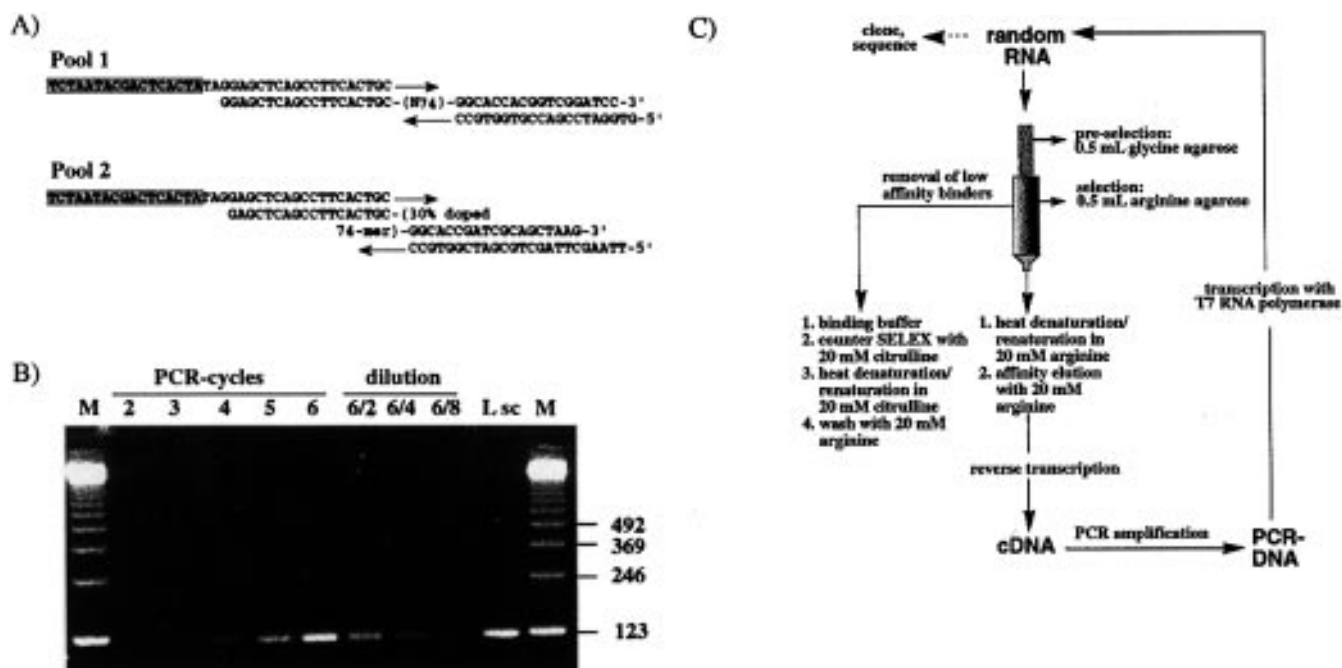 A)
Pool 1
TCTAATACGACTCACTATAGGAGCTCAGCCTTCACTGC
GGAGCTCAGCCTTCACTGC-(N74)-GGCACCACGGTCGGATCC-3'
CCGTGGTGCCAGCCTAGGTG-5'
Pool 2
TCTAATACGACTCACTATAGGAGCTCAGCCTTCACTGC
GAGCTCAGCCTTCACTGC-(30% doped
74-mer)-GGCACCGATCGCAGCTAAG-3'
CCGTGGCTAGCGTCGATTCGAATT-5'
B)
PCR-cycles
dilution
M 2 3 4 5 6 6/2 6/4 6/8 L sc M
492
369
246
123
C)
clone,
sequence
random
RNA
pre-selection:
0.5 mL glycine agarose
removal of low
affinity binders
selection:
0.5 mL arginine agarose
transcription with
T7 RNA polymerase
1. binding buffer
2. counter SELEX with
20 mM citrulline
3. heat denaturation/
renaturation in
20 mM citrulline
4. wash with 20 mM
arginine
1. heat denaturation/
renaturation in
20 mM arginine
2. affinity elution
with 20 mM
arginine
reverse transcription
cDNA
PCR amplification
PCR-
DNA